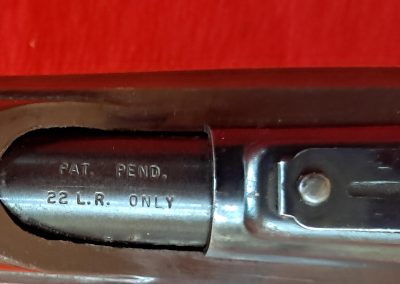 PAT. PEND.
22 L.R. ONLY